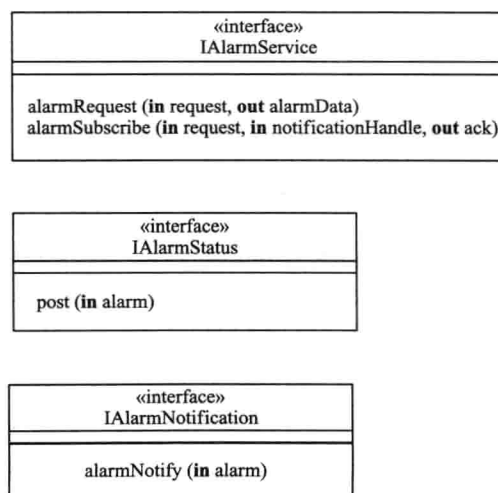 «interface»
IAlarmService
alarmRequest (in request, out alarmData)
alarmSubscribe (in request, in notificationHandle, out ack)
«interface»
IAlarmStatus
post (in alarm)
«interface»
IAlarmNotification
alarmNotify (in alarm)